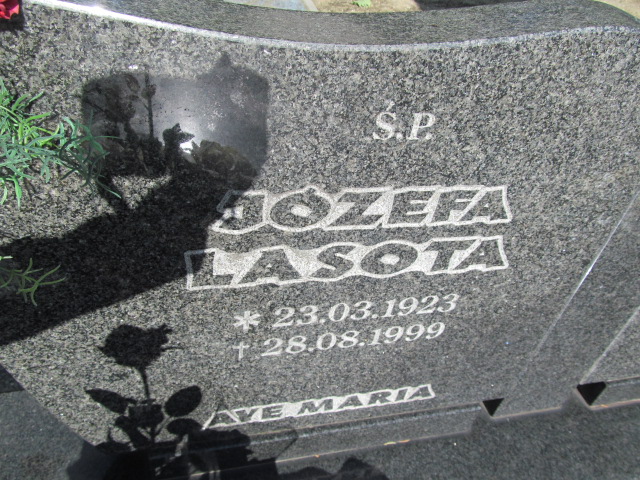 Ś.P.
JÓZEFA
LASOTA
* 23.03.1923
† 28.08.1999
AVE MARIA